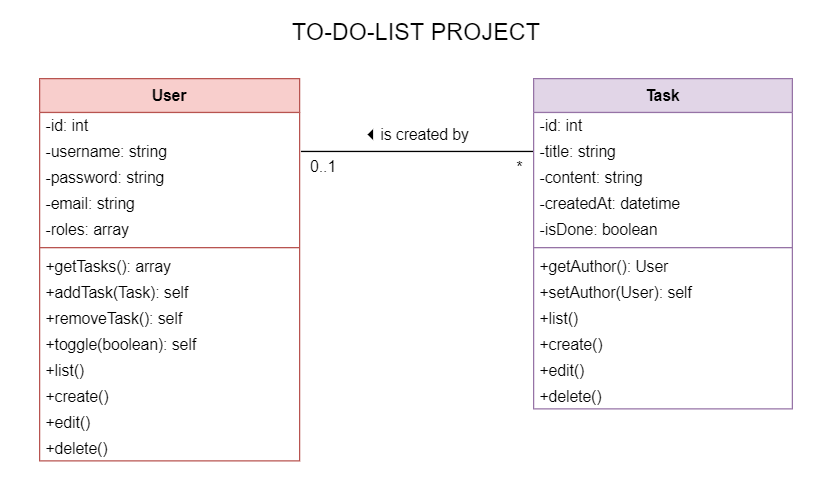 TO-DO-LIST PROJECT
User
-id: int
-username: string
-password: string
-email: string
-roles: array
+getTasks(): array
+addTask(Task): self
+removeTask(): self
+toggle(boolean): self
+list()
+create()
+edit()
+delete()
is created by
0..1
*
Task
-id: int
-title: string
-content: string
-createdAt: datetime
-isDone: boolean
+getAuthor(): User
+setAuthor(User): self
+list()
+create()
+edit()
+delete()